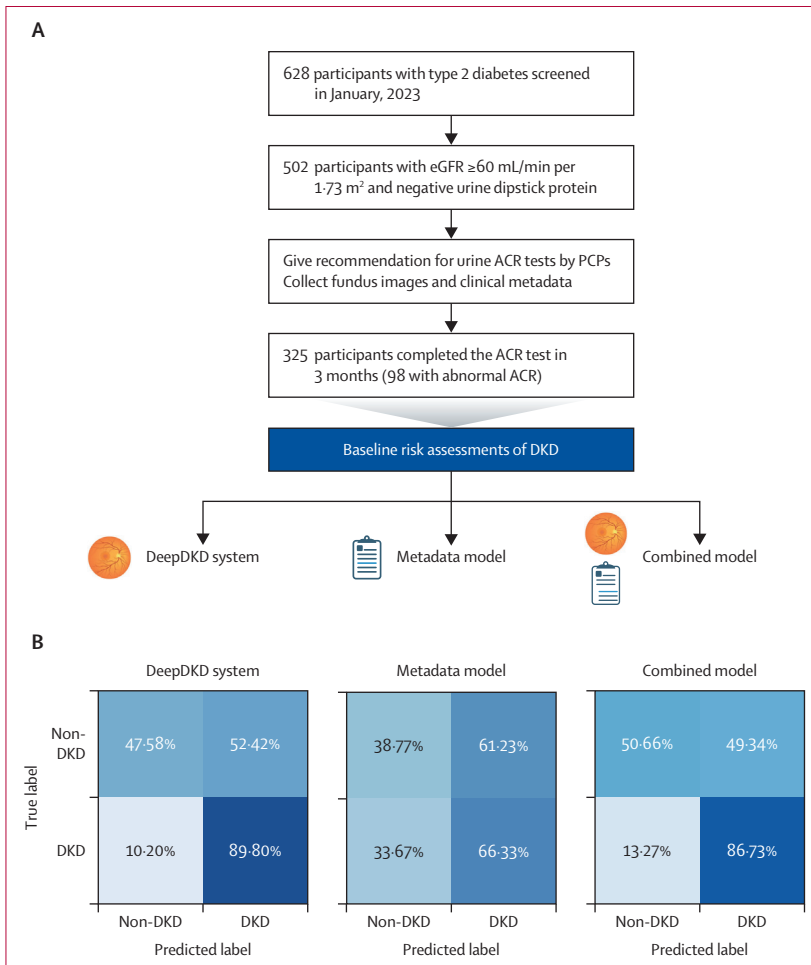 A
628 participants with type 2 diabetes screened
in January, 2023
502 participants with eGFR ≥60 mL/min per
1·73 m² and negative urine dipstick protein
Give recommendation for urine ACR tests by PCPs
Collect fundus images and clinical metadata
325 participants completed the ACR test in
3 months (98 with abnormal ACR)
Baseline risk assessments of DKD
DeepDKD system
Metadata model
Combined model
B
DeepDKD system
Metadata model
Combined model
True label
Non-
DKD
47·58%
52·42%
38·77%
61·23%
50·66%
49·34%
DKD
10·20%
89·80%
33·67%
66·33%
13·27%
86·73%
Non-DKD
DKD
Non-DKD
DKD
Non-DKD
DKD
Predicted label
Predicted label
Predicted label